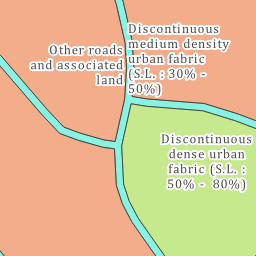 Other roads
and associated
land
Discontinuous
medium density
urban fabric
(S.L. : 30% -
50%)
Discontinuous
dense urban
fabric (S.L. :
50% -  80%)